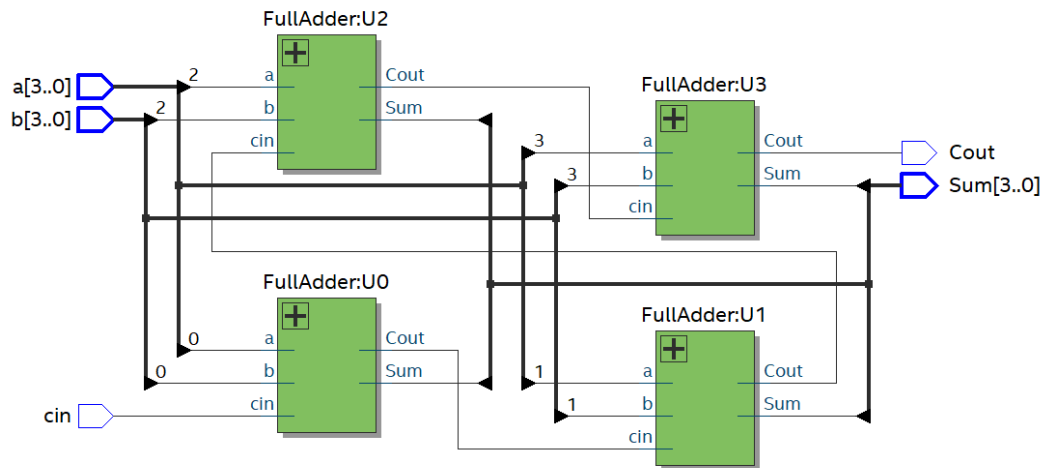 FullAdder:U2
a[3..0]
b[3..0]
2
2
a
b
cin
Cout
Sum
FullAdder:U3
3
3
a
b
cin
Cout
Sum
Cout
Sum[3..0]
FullAdder:U0
0
0
cin
a
b
cin
Cout
Sum
FullAdder:U1
1
1
a
b
cin
Cout
Sum